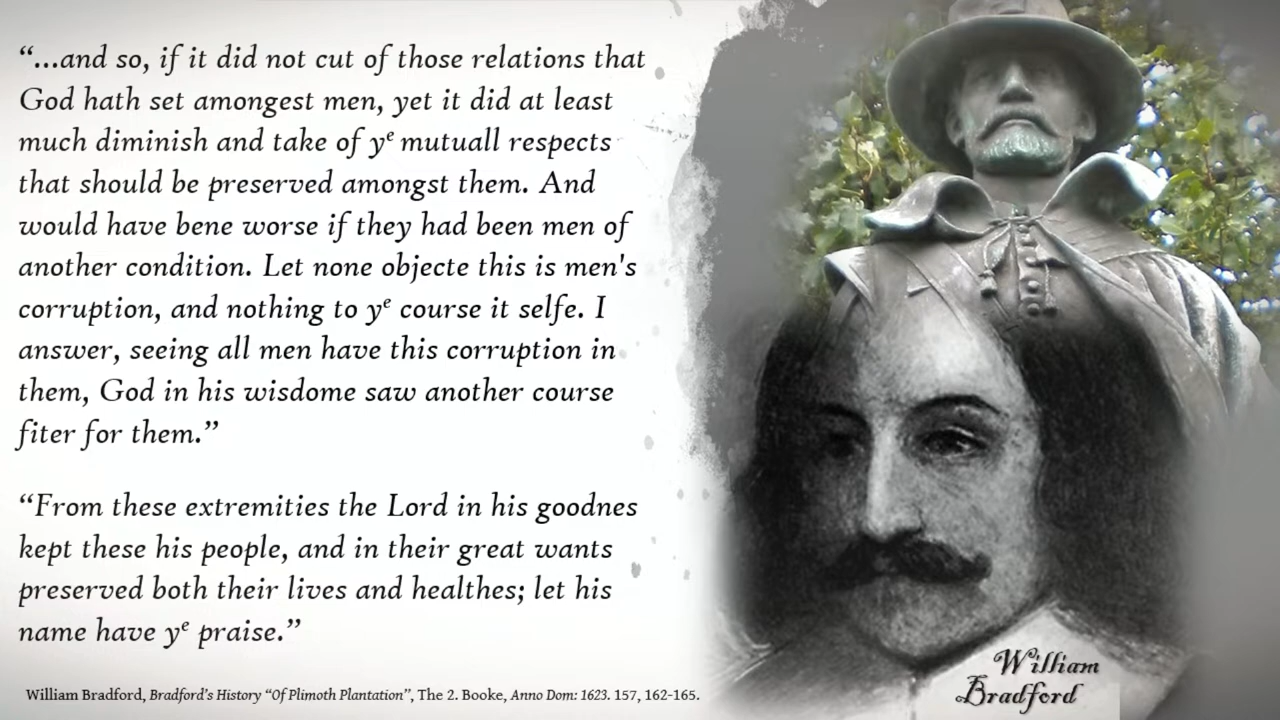 “...and so, if it did not cut of those relations that
God hath set amongest men, yet it did at least
much diminish and take of yᵉ mutuall respects
that should be preserved amongst them. And
would have bene worse if they had been men of
another condition. Let none objecte this is men's
corruption, and nothing to yᵉ course it selfe. I
answer, seeing all men have this corruption in
them, God in his wisdome saw another course
fiter for them.”
“From these extremities the Lord in his goodnes
kept these his people, and in their great wants
preserved both their lives and healthes; let his
name have yᵉ praise.”
William Bradford, Bradford's History “Of Plimoth Plantation”, The 2. Booke, Anno Dom: 1623. 157, 162-165.
William
Bradford